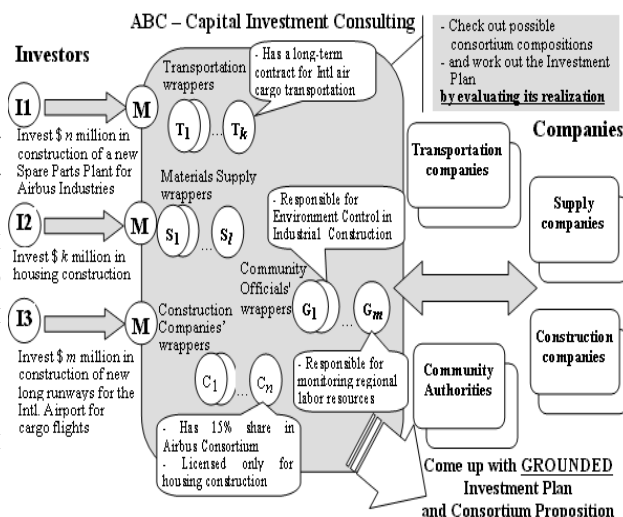 ABC – Capital Investment Consulting
Investors
I1
M
Invest $ n million in
construction of a new
Spare Parts Plant for
Airbus Industries
I2
M
Invest $ k million in
housing construction
I3
M
Invest $ m million in
construction of new
long runways for the
Intl. Airport for
cargo flights
Transportation
wrappers
T1 ... Tk
- Has a long-term
contract for Intl air
cargo transportation
Materials Supply
wrappers
S1 ... Sl
- Responsible for
Environment Control in
Industrial Construction
Community
Officials'
wrappers
G1 ... Gm
- Responsible for
monitoring regional
labor resources
Construction
Companies'
wrappers
C1 ... Cn
- Has 15% share in
Airbus Consortium
- Licensed only for
housing construction
- Check out possible
consortium compositions
- and work out the Investment
Plan
by evaluating its realization
Companies
Transportation
companies
Supply
companies
Construction
companies
Community
Authorities
Come up with GROUNDED
Investment Plan
and Consortium Proposition